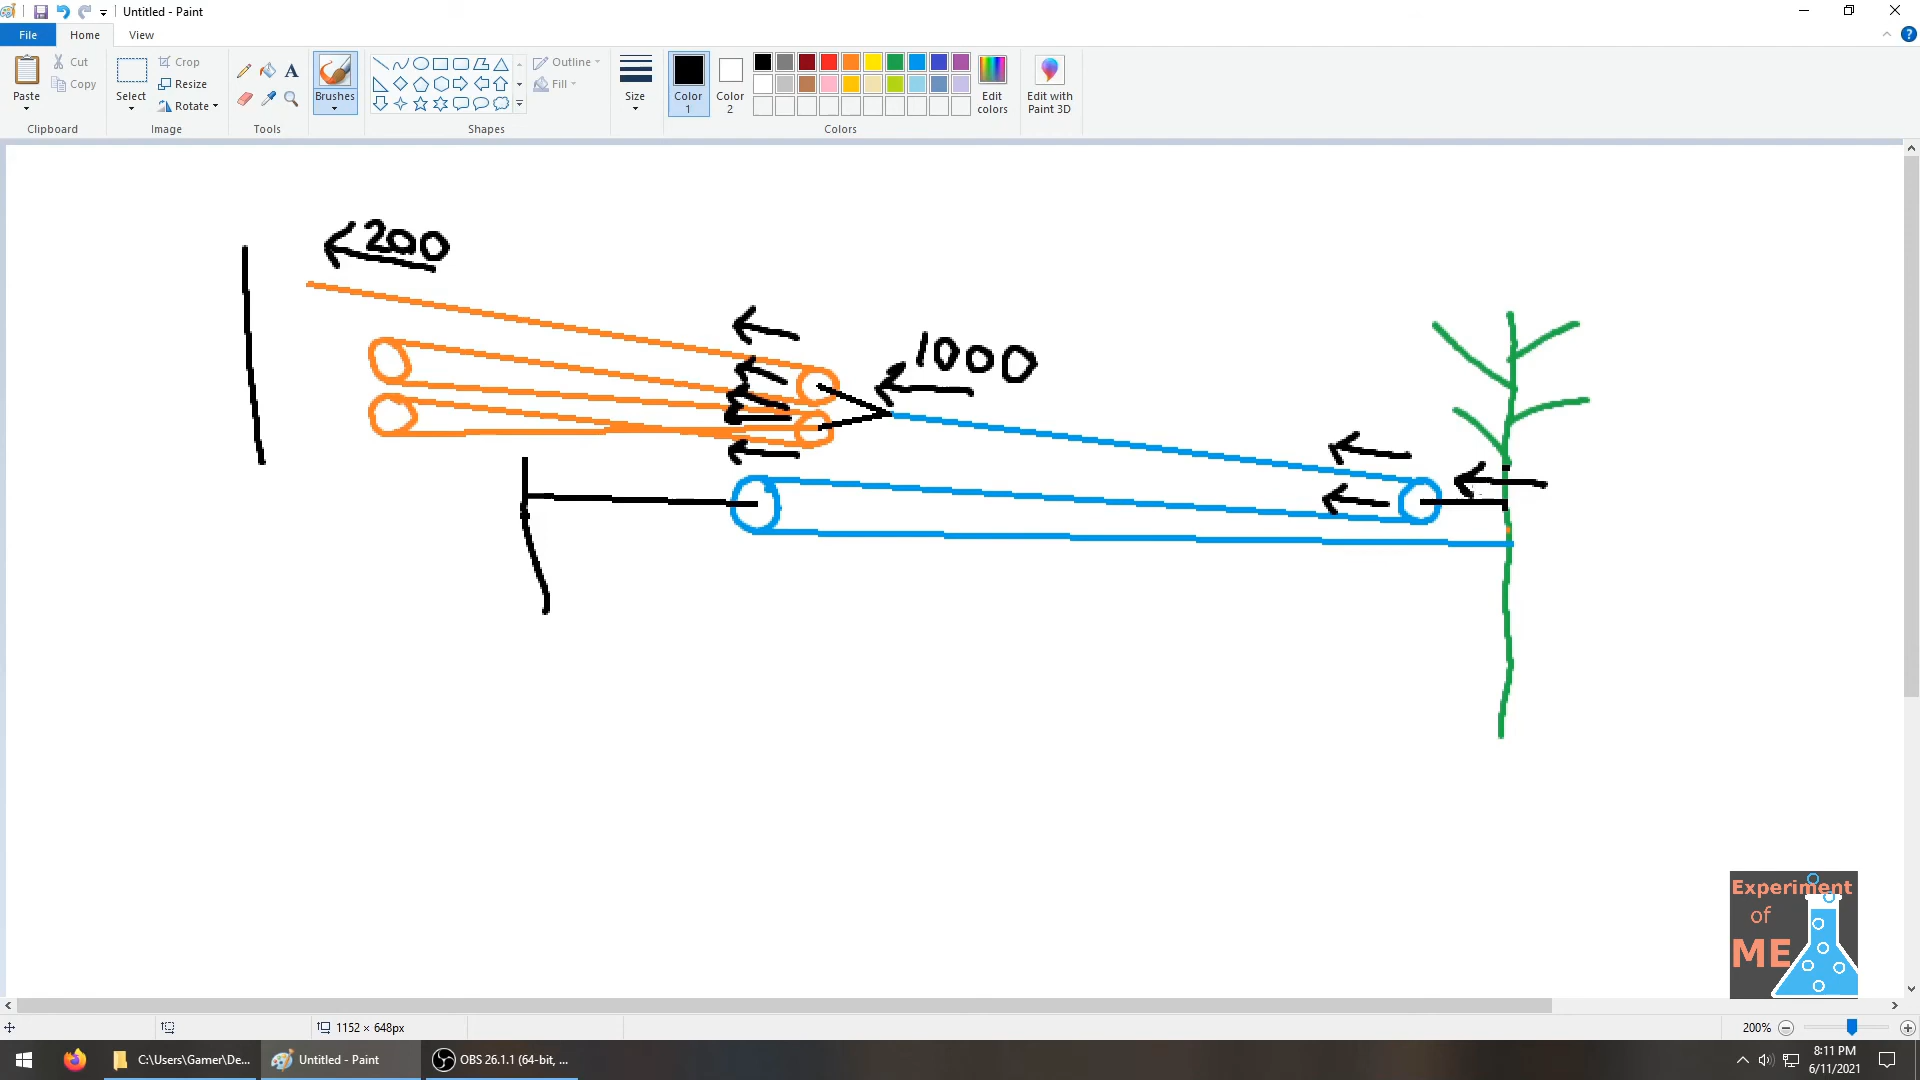 Untitled - Paint
File Home View
Paste
Cut
Copy
Clipboard
Select
Crop
Resize
Rotate
Image
Tools
Brushes
Outline
Fill
Shapes
Size
Color
1
Color
2
Colors
Edit
colors
Edit with
Paint 3D
200
1000
Experiment
of
ME
1152 × 648px
200%
C:\Users\Gamer\De...
Untitled - Paint
OBS 26.1.1 (64-bit, ...
8:11 PM
6/11/2021